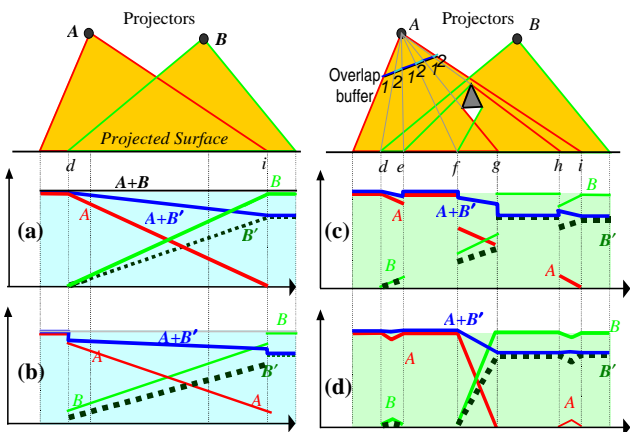 Projectors
A
B
Projected Surface
d
i
Projectors
A
B
Overlap
buffer
1 2 1 2 1 2
d e f g h i
A+B
B
A
A+B′
B′
(a)
A+B′
B
A
B′
B
(b)
B
A
A+B′
B
B′
A
(c)
A+B′
B
A
B′
B
A
(d)